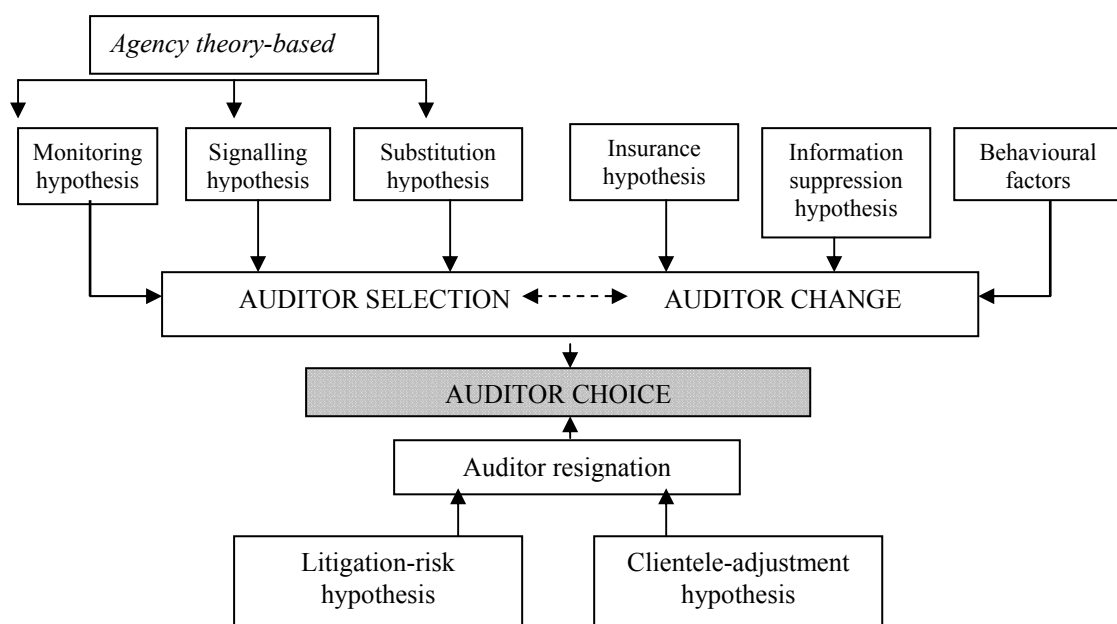 Agency theory-based
Monitoring
hypothesis
Signalling
hypothesis
Substitution
hypothesis
Insurance
hypothesis
Information
suppression
hypothesis
Behavioural
factors
AUDITOR SELECTION
AUDITOR CHANGE
AUDITOR CHOICE
Auditor resignation
Litigation-risk
hypothesis
Clientele-adjustment
hypothesis